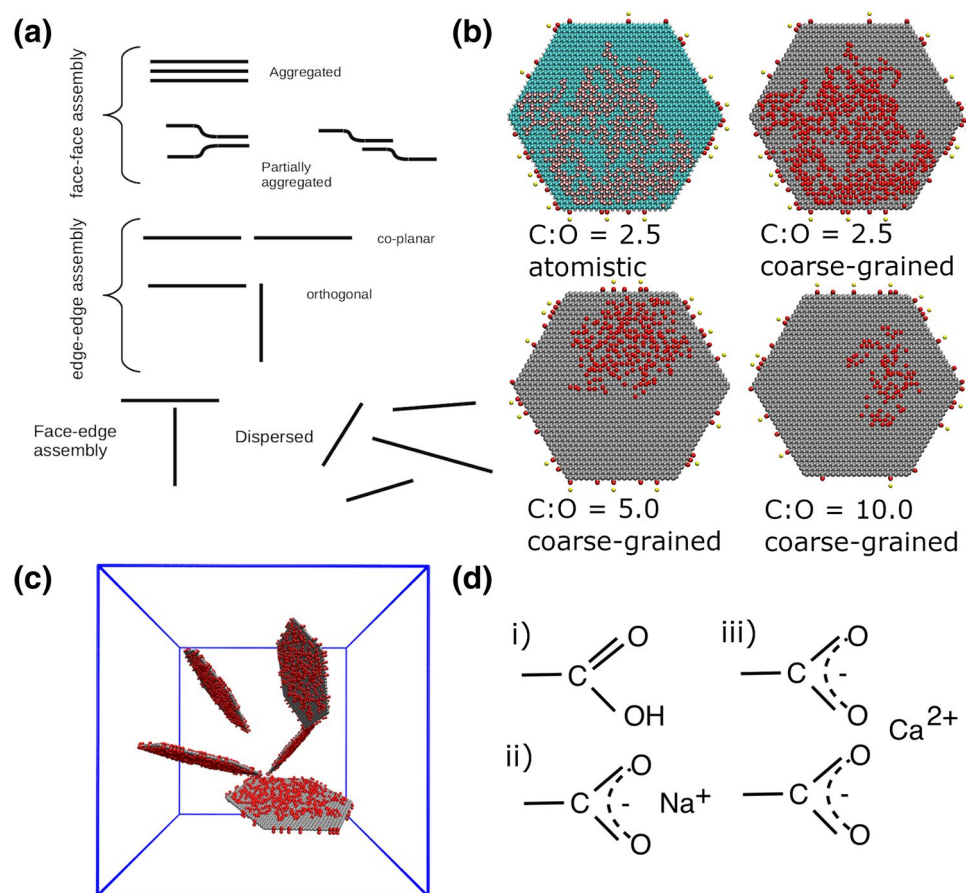 (a)
face-face assembly
Aggregated
Partially
aggregated
edge-edge assembly
co-planar
orthogonal
Face-edge
assembly
Dispersed
(b)
C:O = 2.5
atomistic
C:O = 2.5
coarse-grained
C:O = 5.0
coarse-grained
C:O = 10.0
coarse-grained
(c)
(d)
i)
C
O
OH
ii)
C
O
-
O
Na+
iii)
C
O
-
O
Ca2+
C
O
-
O